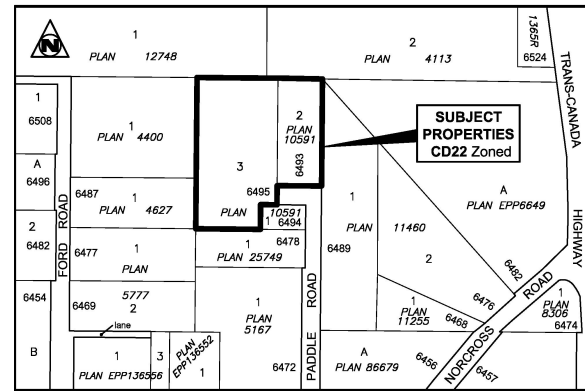 N
1
PLAN 12748
2
PLAN 4113
1365R
6524
TRANS-CANADA
HIGHWAY
1
6508
A
6496
2
6482
6454
B
FORD ROAD
1
PLAN 4400
6487
1
PLAN 4627
6477
1
PLAN
5777
6469
2
lane
1
PLAN EPP136556
3
PLAN
EPP136552
1
3
6495
PLAN 10591
2
PLAN
10591
6493
1
6494
SUBJECT
PROPERTIES
CD22 Zoned
1
6478
PLAN 25749
1
PLAN
5167
6472
PADDLE ROAD
1
6489
PLAN 11460
2
A
PLAN EPP6649
6482
6476
1
PLAN
11255
6468
A
PLAN 86679
6456
6457
NORCROSS ROAD
1
PLAN
8306
6474